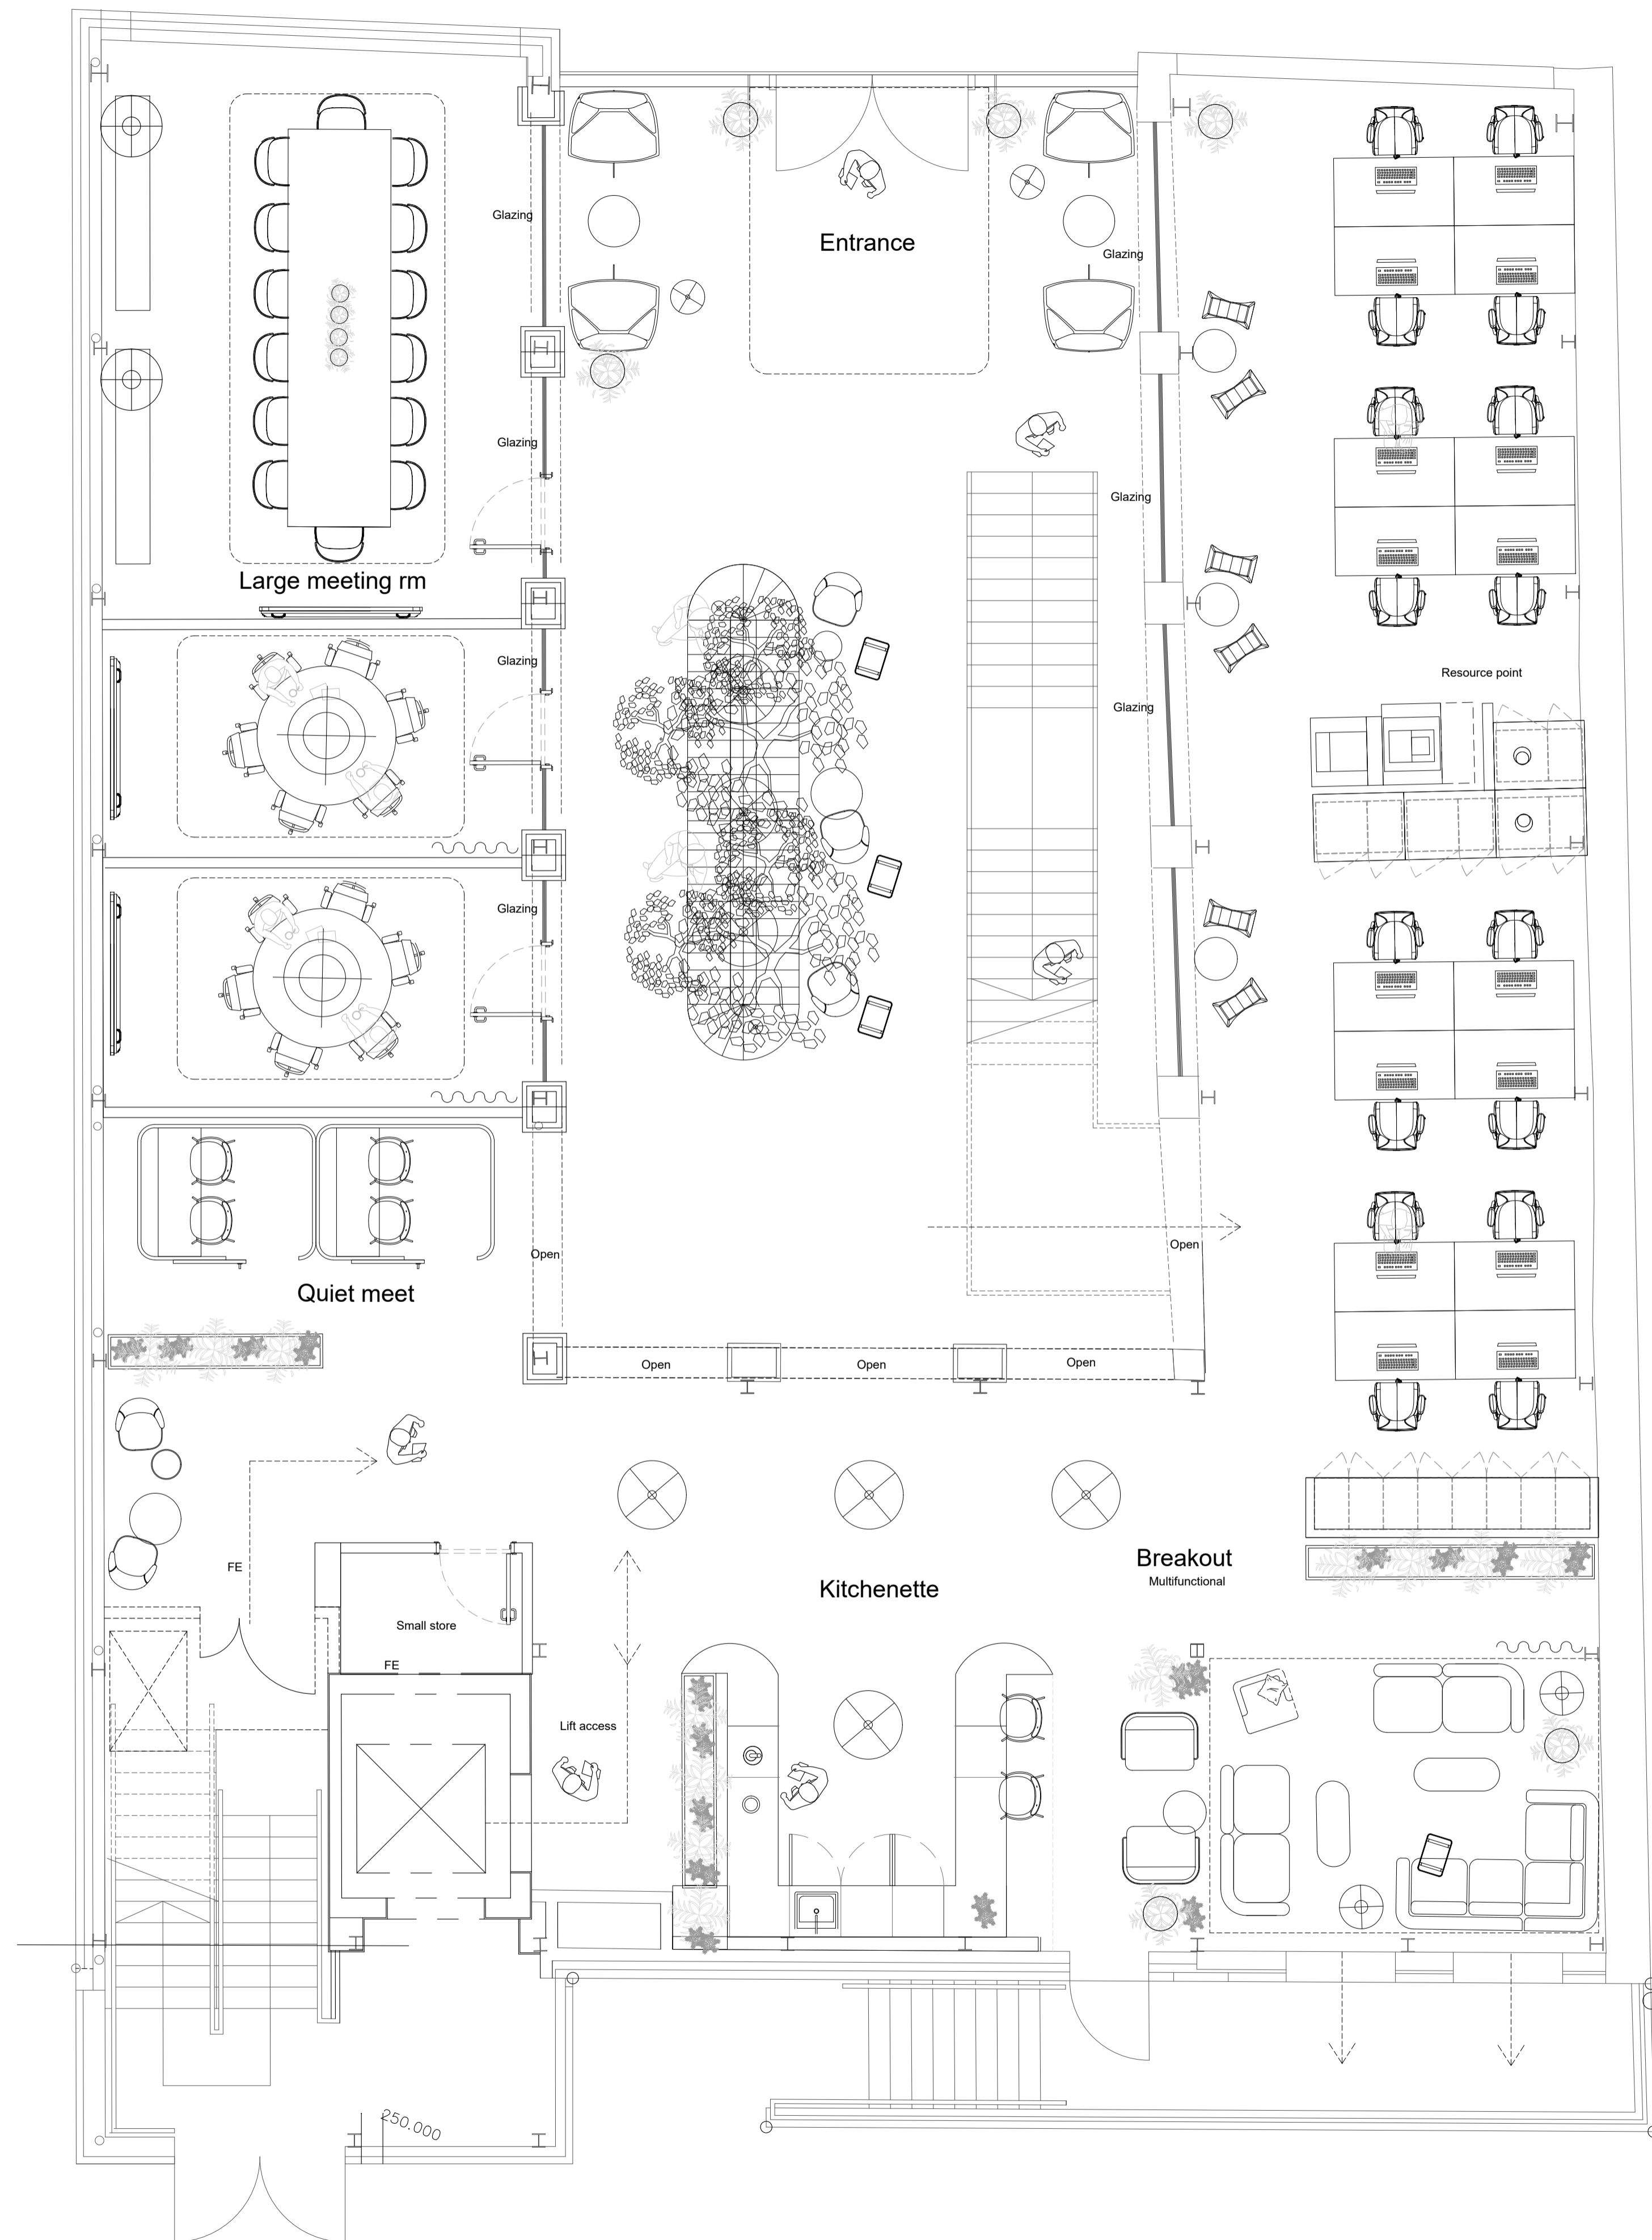 Glazing
Entrance
Glazing
Glazing
Glazing
Large meeting rm
Glazing
Resource point
Glazing
Glazing
Open
Open
Quiet meet
Open
Open
Open
FE
Breakout
Multifunctional
Kitchenette
Small store
FE
Lift access
250.000